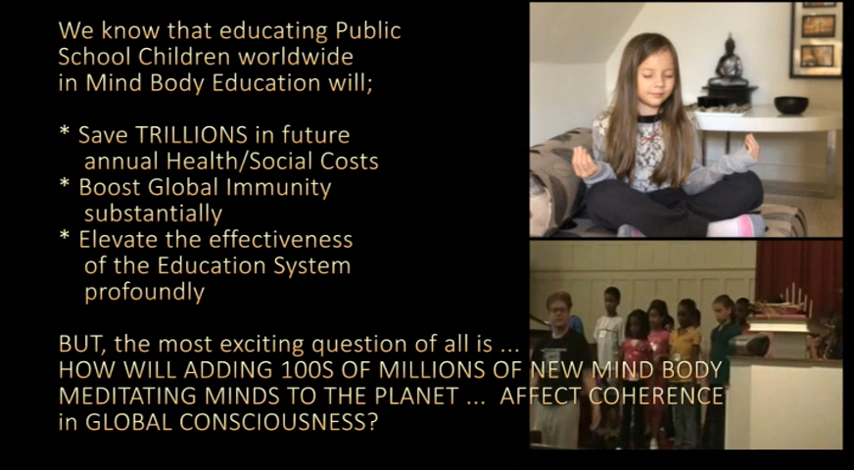 We know that educating Public
School Children worldwide
in Mind Body Education will;
* Save TRILLIONS in future
annual Health/Social Costs
* Boost Global Immunity
substantially
* Elevate the effectiveness
of the Education System
profoundly
BUT, the most exciting question of all is ...
HOW WILL ADDING 100S OF MILLIONS OF NEW MIND BODY
MEDITATING MINDS TO THE PLANET ... AFFECT COHERENCE
in GLOBAL CONSCIOUSNESS?